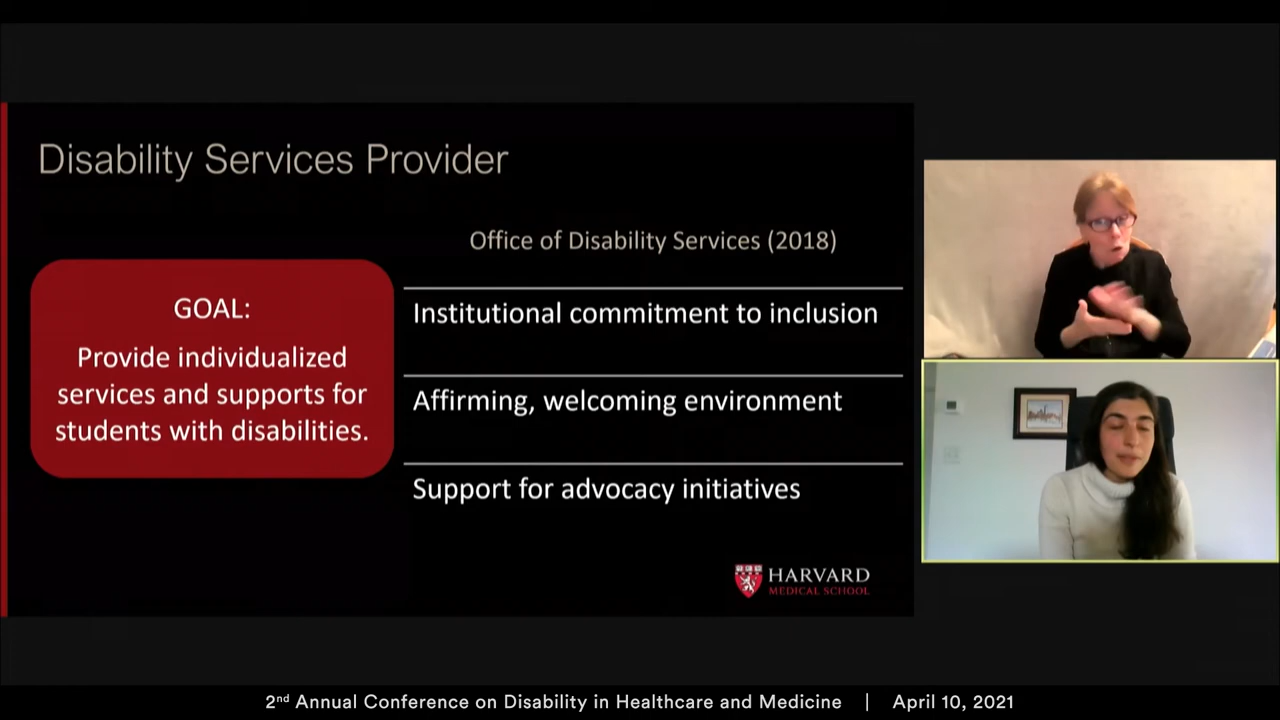 Disability Services Provider
Office of Disability Services (2018)
GOAL:
Provide individualized
services and supports for
students with disabilities.
Institutional commitment to inclusion
Affirming, welcoming environment
Support for advocacy initiatives
HARVARD
MEDICAL SCHOOL
2nd Annual Conference on Disability in Healthcare and Medicine | April 10, 2021